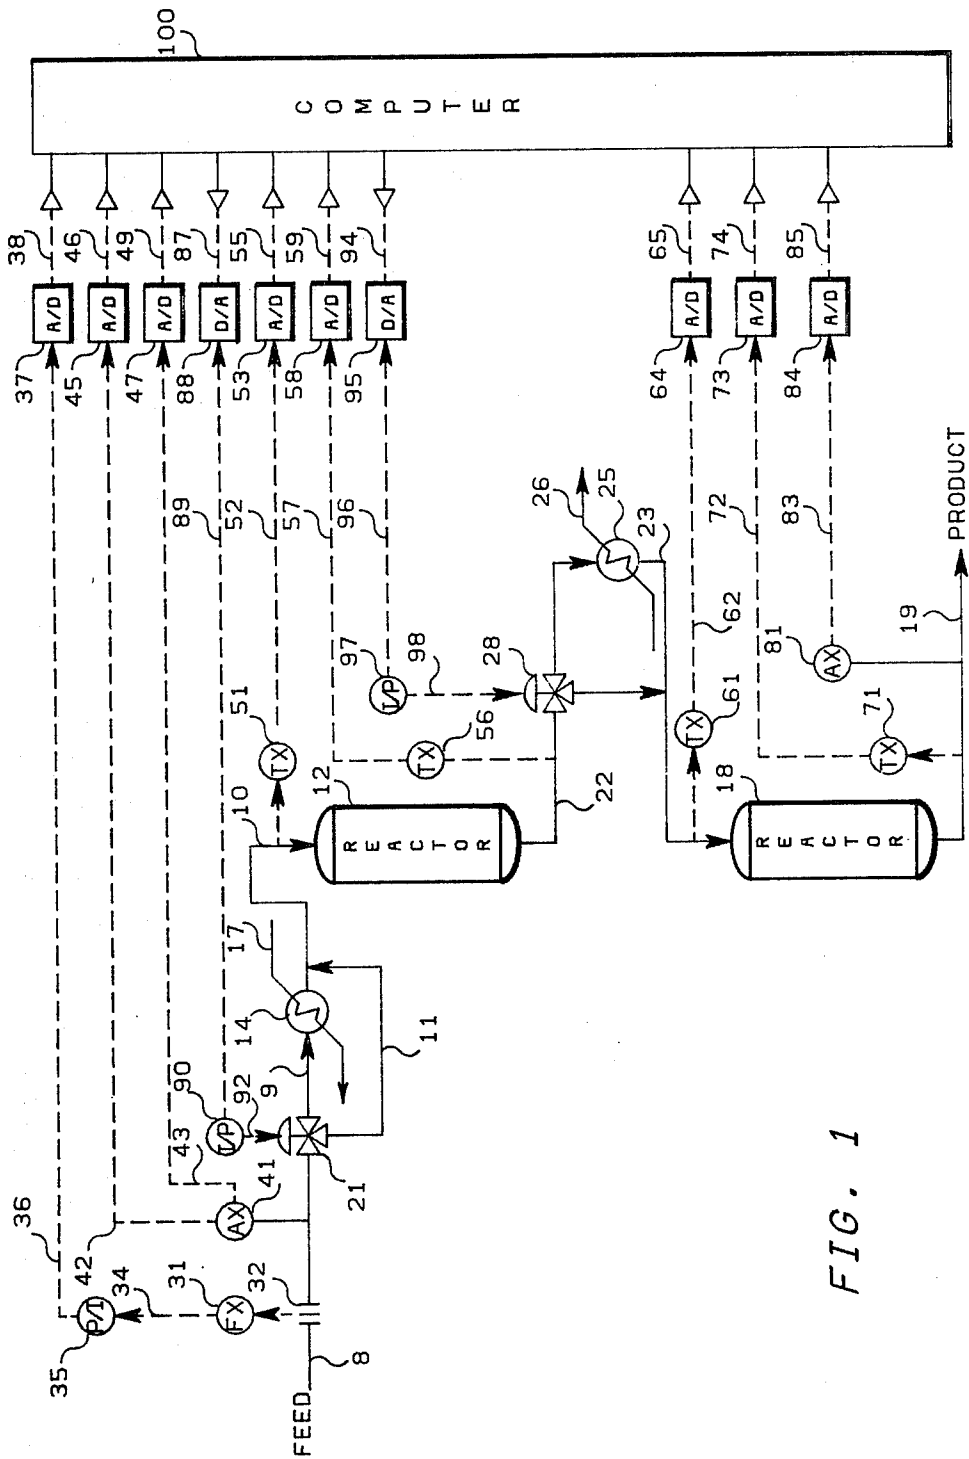 100
COMPUTER
38
46
49
87
55
59
94
65
74
85
A/D
A/D
A/D
D/A
A/D
A/D
D/A
A/D
A/D
A/D
37
45
47
88
53
58
95
64
73
84
36
42
43
89
52
57
96
62
72
83
35
P/I
34
31
FX
32
41
AX
90
I/P
92
21
9
14
17
11
10
51
TX
12
REACTOR
56
TX
97
I/P
98
28
22
26
25
23
61
TX
18
REACTOR
71
TX
81
AX
19
PRODUCT
FEED
8
FIG. 1